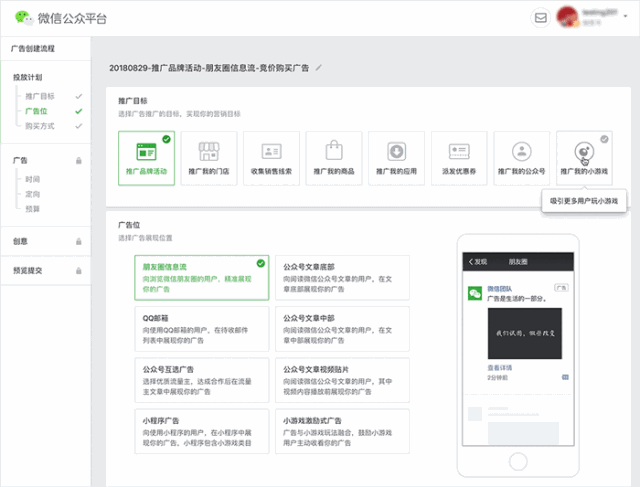 微信公众平台
广告创建流程
投放计划
推广目标
广告位
购买方式
广告
时间
定向
预算
创意
预览提交
20180829-推广品牌活动-朋友圈信息流-竞价购买广告
推广目标
选择广告推广的目标，实现你的营销目标
推广品牌活动
推广我的门店
收集销售线索
推广我的商品
推广我的应用
派发优惠券
推广我的公众号
推广我的小游戏
吸引更多用户玩小游戏
广告位
选择广告展现位置
朋友圈信息流
向浏览微信朋友圈的用户，精准展现
你的广告
公众号文章底部
向阅读微信公众号文章的用户，在文
章底部展现你的广告
QQ邮箱
向使用QQ邮箱的用户，在待收邮件
列表中展现你的广告
公众号文章中部
向阅读微信公众号文章的用户，在文
章中部展现你的广告
公众号互选广告
选择优质流量主，达成合作后在流量
主文章中展现你的广告
公众号文章视频贴片
向阅读微信公众号文章的用户，其中
视频内容播放前展现你的广告
小程序广告
向使用小程序的用户，在小程序中展
现你的广告，小程序包含小游戏类目
小游戏激励式广告
广告与小游戏玩法融合，鼓励小游戏
用户主动收看你的广告
发现
朋友圈
微信团队
广告
广告是生活的一部分。
我们试图，做些改变
查看详情
2分钟前